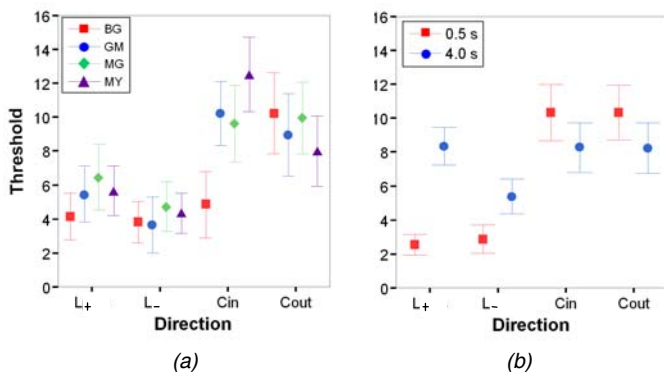 16
14
12
10
8
6
4
2
0
Threshold
BG
GM
MG
MY
L+
L-
Cin
Cout
Direction
(a)
(b)
16
14
12
10
8
6
4
2
0
0.5 s
4.0 s
L+
L-
Cin
Cout
Direction